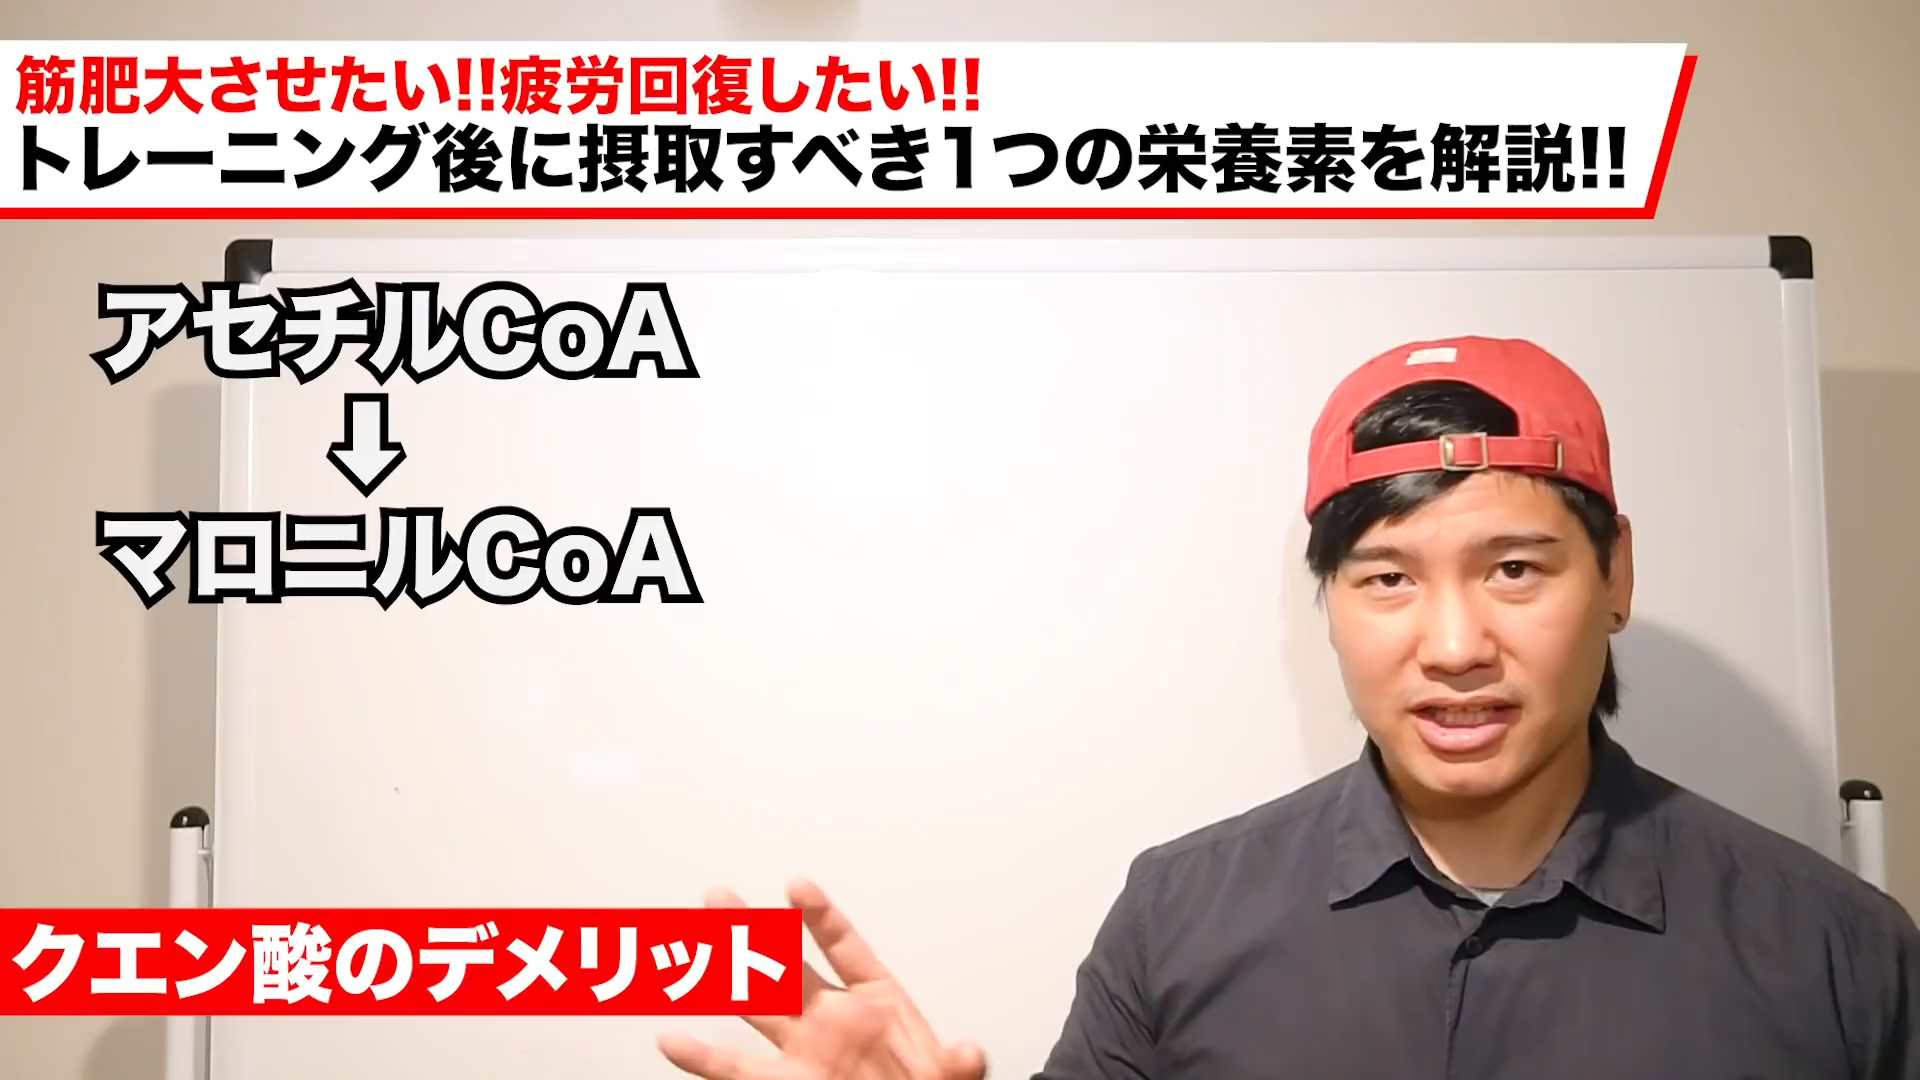 筋肥大させたい!!疲労回復したい!!
トレーニング後に摂取すべき1つの栄養素を解説!!
アセチルCoA
⬇
マロニルCoA
クエン酸のデメリット